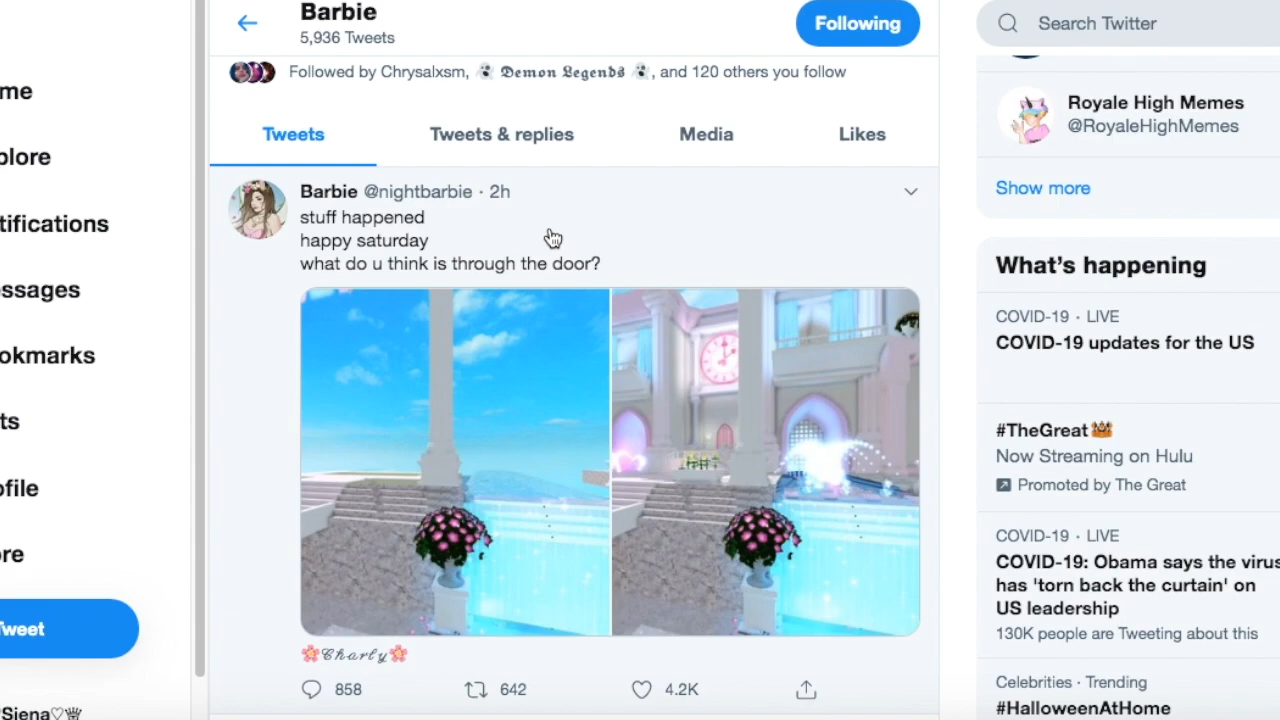 Barbie
5,936 Tweets
Following
Search Twitter
Followed by Chrysalxsm, 👻 𝕯𝖊𝖒𝖔𝖓 𝕷𝖊𝖌𝖊𝖓𝖉𝖘 👻, and 120 others you follow
Tweets
Tweets & replies
Media
Likes
me
plore
tifications
ssages
okmarks
ts
ofile
re
Tweet
Siena♡♕
Barbie @nightbarbie · 2h
stuff happened
happy saturday
what do u think is through the door?
🌸𝓒𝓱𝓪𝓻𝓵𝔂🌸
858
642
4.2K
Royale High Memes
@RoyaleHighMemes
Show more
What's happening
COVID-19 · LIVE
COVID-19 updates for the US
#TheGreat
Now Streaming on Hulu
Promoted by The Great
COVID-19 · LIVE
COVID-19: Obama says the virus
has 'torn back the curtain' on
US leadership
130K people are Tweeting about this
Celebrities · Trending
#HalloweenAtHome